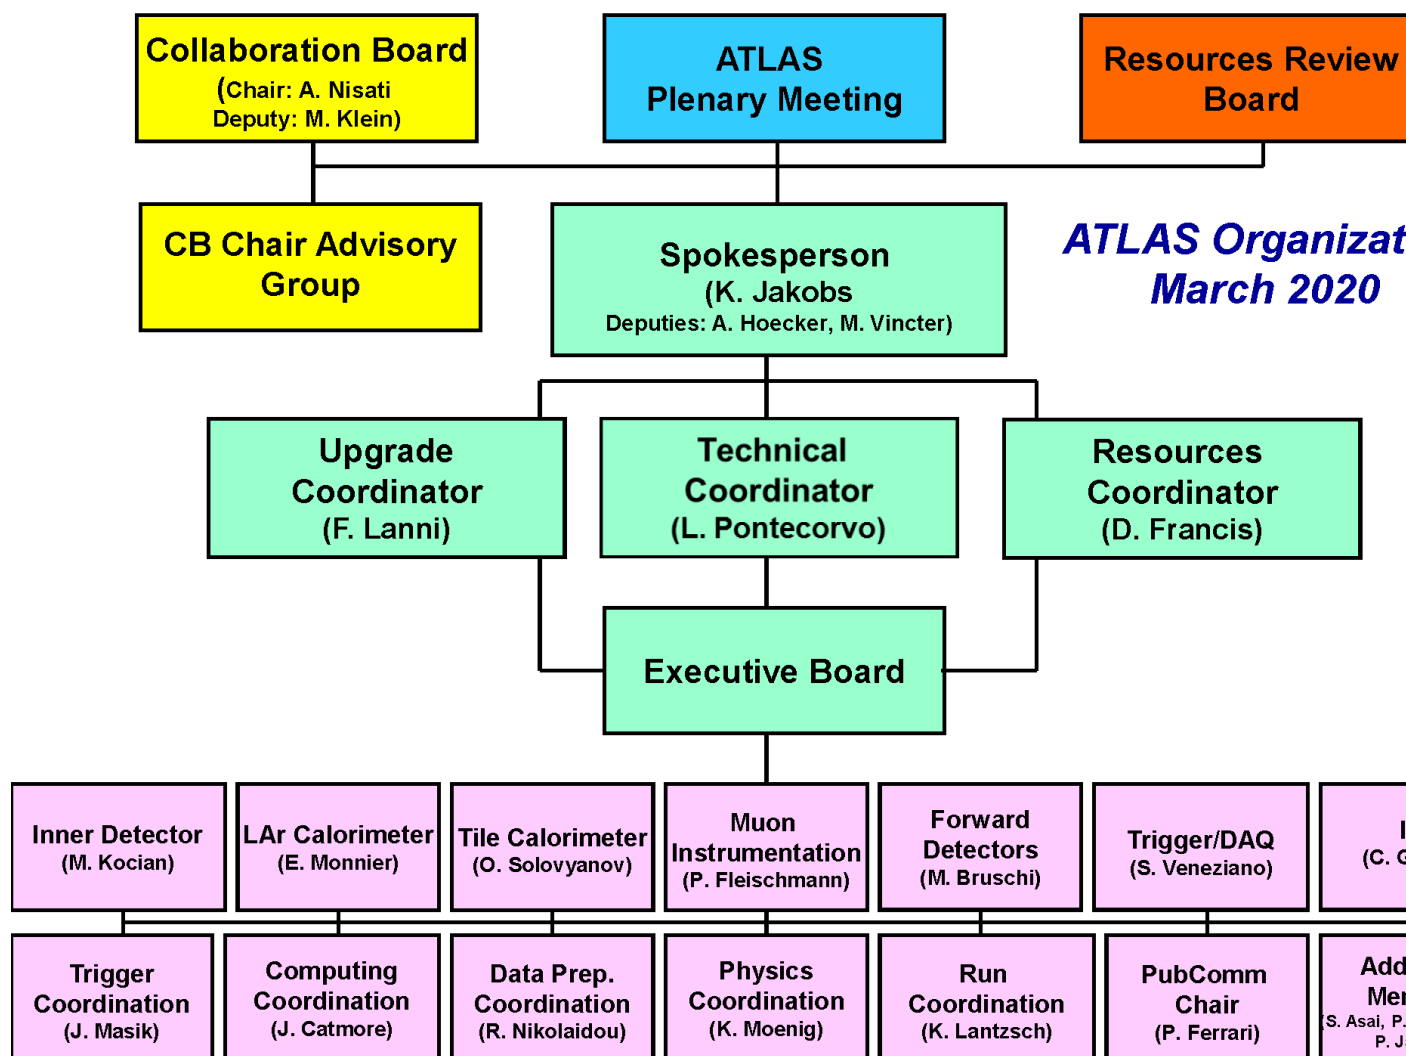 Collaboration Board
(Chair: A. Nisati
Deputy: M. Klein)
ATLAS
Plenary Meeting
Resources Review
Board
CB Chair Advisory
Group
Spokesperson
(K. Jakobs
Deputies: A. Hoecker, M. Vincter)
ATLAS
March 2020
Upgrade
Coordinator
(F. Lanni)
Technical
Coordinator
(L. Pontecorvo)
Resources
Coordinator
(D. Francis)
Executive Board
Inner Detector
(M. Kocian)
LAr Calorimeter
(E. Monnier)
Tile Calorimeter
(O. Solovyanov)
Muon
Instrumentation
(P. Fleischmann)
Forward
Detectors
(M. Bruschi)
Trigger/DAQ
(S. Veneziano)
(C.
Trigger
Coordination
(J. Masik)
Computing
Coordination
(J. Catmore)
Data Prep.
Coordination
(R. Nikolaidou)
Physics
Coordination
(K. Moenig)
Run
Coordination
(K. Lantzsch)
PubComm
Chair
(P. Ferrari)
(S. Asai, P.
P.